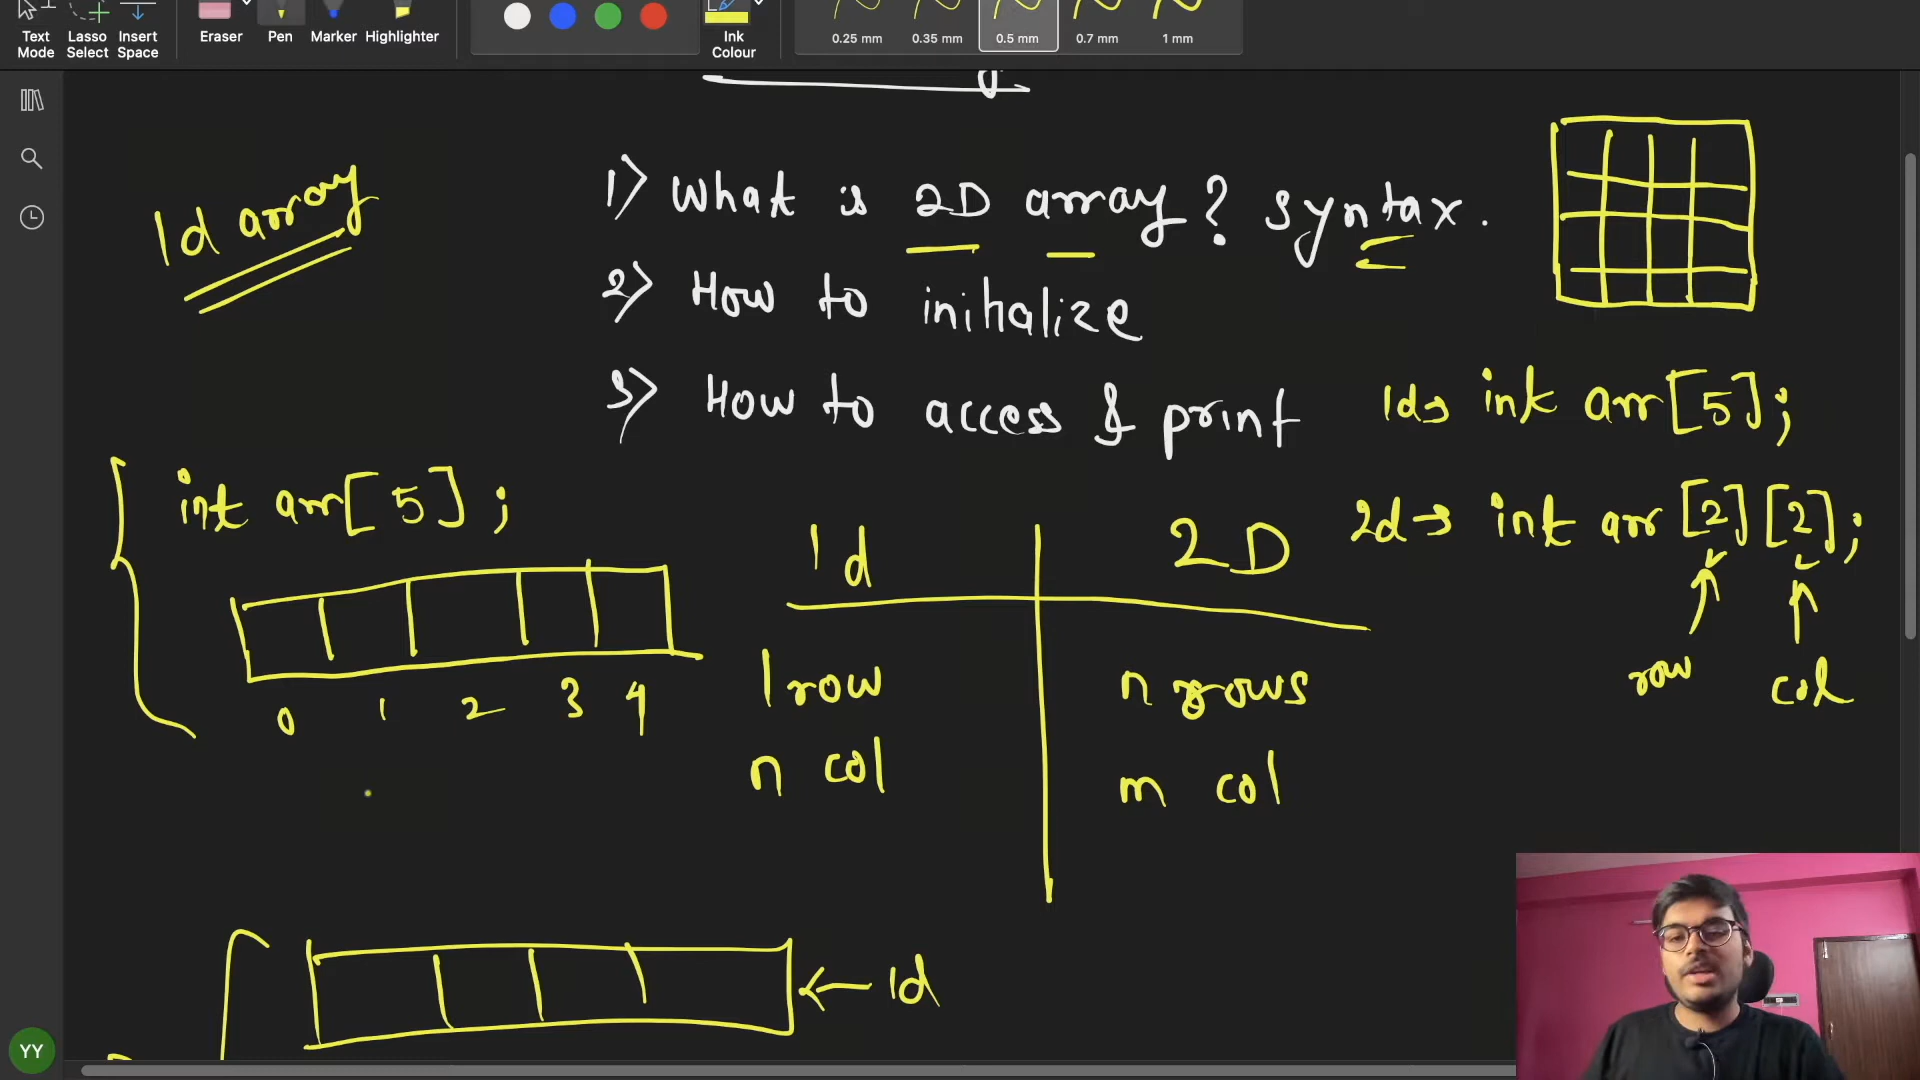 Text Mode
Lasso Select
Insert Space
Eraser
Pen
Marker
Highlighter
Ink Colour
0.25 mm
0.35 mm
0.5 mm
0.7 mm
1 mm
1d array
1) What is 2D array? Syntax.
2) How to initialize
3) How to access & print
1d→ int arr[5];
int arr[5];
2d→ int arr[2][2];
row
col
0 1 2 3 4
1d
2D
1 row
n rows
n col
m col
← 1d
YY